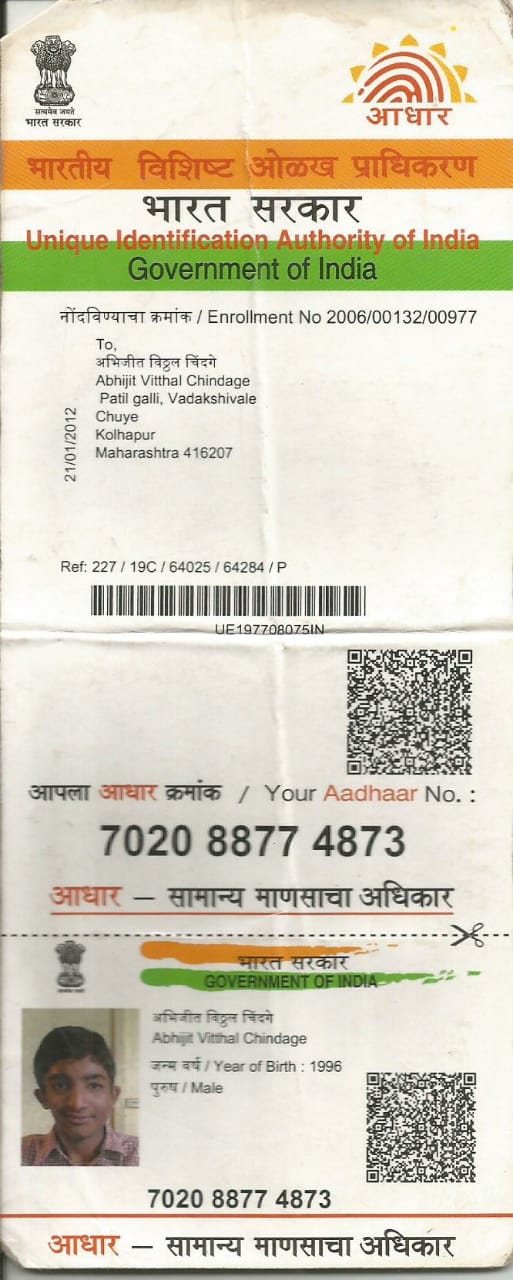 सत्यमेव जयते
भारत सरकार
आधार
भारतीय विशिष्ट ओळख प्राधिकरण
भारत सरकार
Unique Identification Authority of India
Government of India
नोंदविण्याचा क्रमांक / Enrollment No 2006/00132/00977
To,
अभिजीत विठ्ठल चिंदगे
Abhijit Vitthal Chindage
Patil galli, Vadakshivale
Chuye
Kolhapur
Maharashtra 416207
21/01/2012
Ref: 227 / 19C / 64025 / 64284 / P
UE197708075IN
आपला आधार क्रमांक / Your Aadhaar No. :
7020 8877 4873
आधार — सामान्य माणसाचा अधिकार
भारत सरकार
GOVERNMENT OF INDIA
अभिजीत विठ्ठल चिंदगे
Abhijit Vitthal Chindage
जन्म वर्ष / Year of Birth : 1996
पुरुष / Male
7020 8877 4873
आधार — सामान्य माणसाचा अधिकार